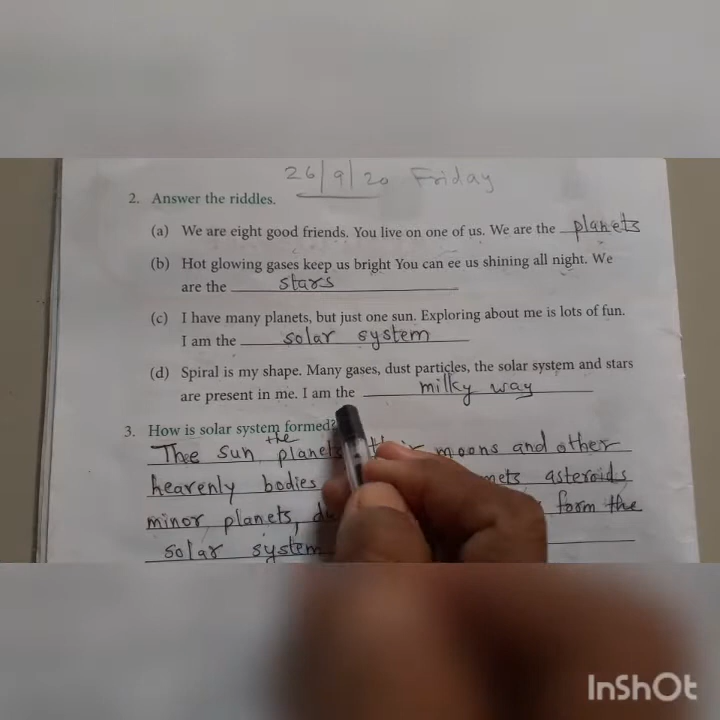 26/9/20 Friday
2. Answer the riddles.
(a) We are eight good friends. You live on one of us. We are the planets
(b) Hot glowing gases keep us bright You can ee us shining all night. We
are the stars
(c) I have many planets, but just one sun. Exploring about me is lots of fun.
I am the solar system
(d) Spiral is my shape. Many gases, dust particles, the solar system and stars
are present in me. I am the milky way
3. How is solar system formed?
The sun the planets moons and other
hearenly bodies asteroids
minor planets, form the
solar system
InShOt